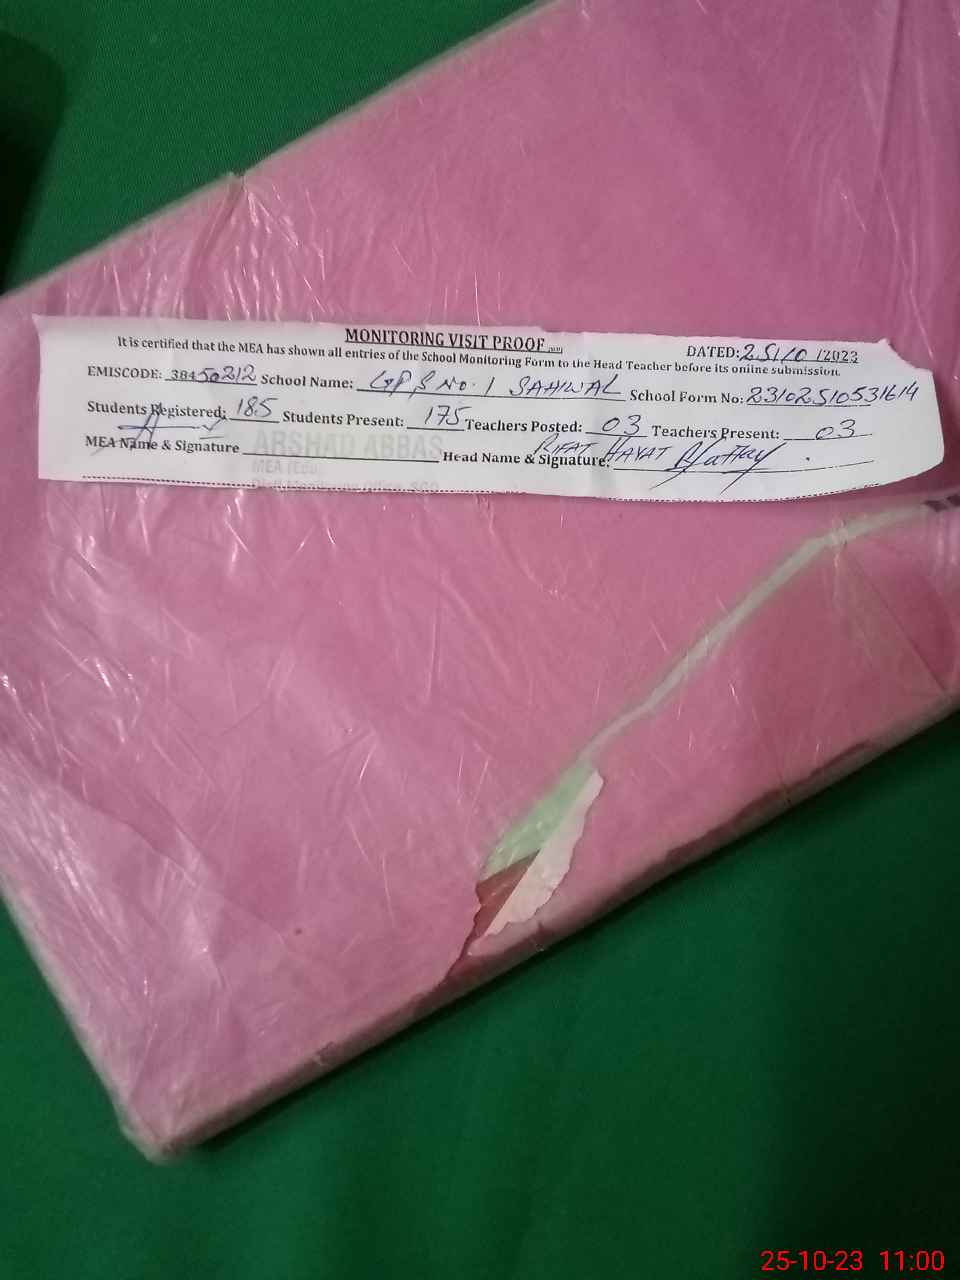 MONITORING VISIT PROOF
DATED: 25/10 /2023
It is certified that the MEA has shown all entries of the School Monitoring Form to the Head Teacher before its online submission.
EMISCODE: 38450212 School Name: GPS No. 1 SAHIWAL School Form No: 23102510531614
Students Registered: 185 Students Present: 175 Teachers Posted: 03 Teachers Present: 03
MEA Name & Signature ARSHAD ABBAS Head Name & Signature: RIFAT HAYAT
MEA (Edu)
25-10-23 11:00